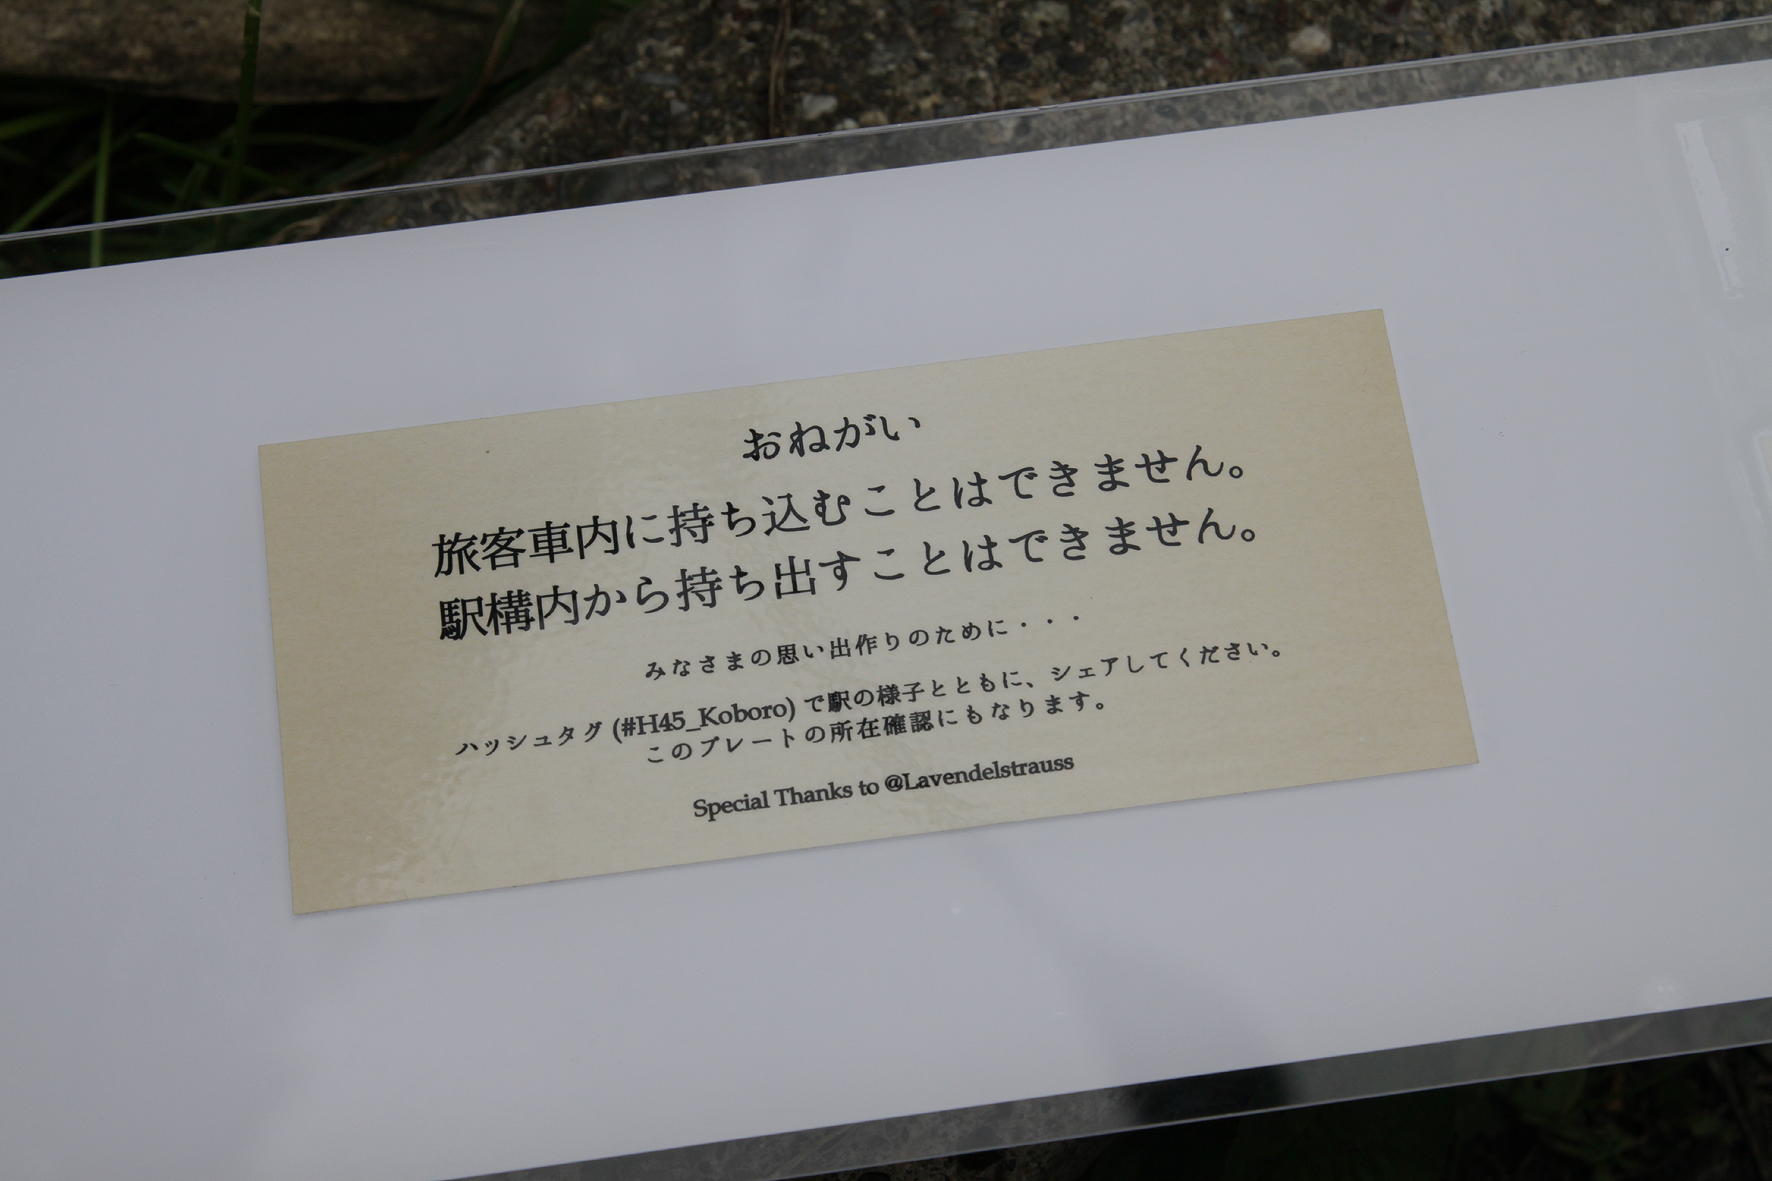 おねがい
旅客車内に持ち込むことはできません。
駅構内から持ち出すことはできません。
みなさまの思い出作りのために・・・
ハッシュタグ (#H45_Koboro) で駅の様子とともに、シェアしてください。
このプレートの所在確認にもなります。
Special Thanks to @Lavendelstrauss